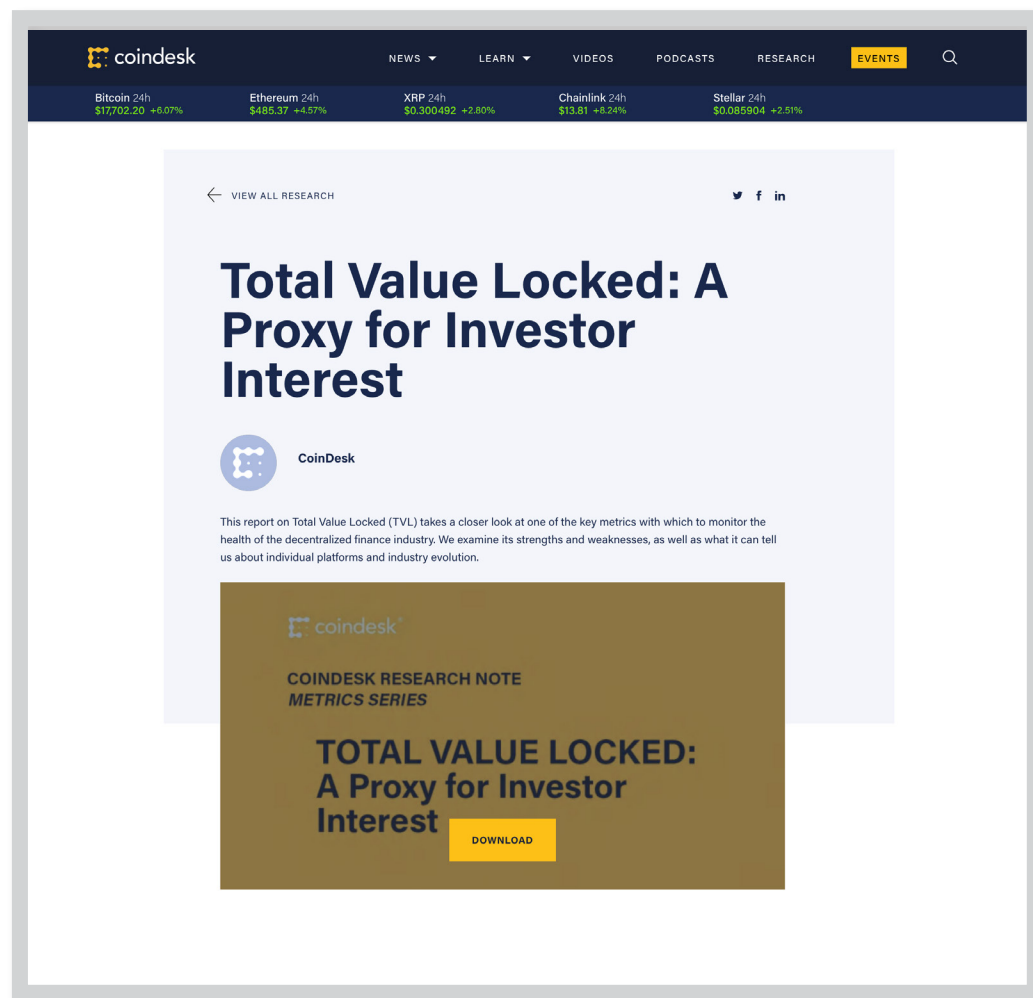 coindesk
NEWS LEARN VIDEOS PODCASTS RESEARCH EVENTS
Bitcoin 24h Ethereum 24h XRP 24h Chainlink 24h Stellar 24h
$17,702.20 +6.07% $485.37 +4.57% $0.300492 +2.80% $13.81 +8.24% $0.085904 +2.51%
VIEW ALL RESEARCH
Total Value Locked: A
Proxy for Investor
Interest
CoinDesk
This report on Total Value Locked (TVL) takes a closer look at one of the key metrics with which to monitor the
health of the decentralized finance industry. We examine its strengths and weaknesses, as well as what it can tell
us about individual platforms and industry evolution.
coindesk
COINDESK RESEARCH NOTE
METRICS SERIES
TOTAL VALUE LOCKED:
A Proxy for Investor
Interest
DOWNLOAD